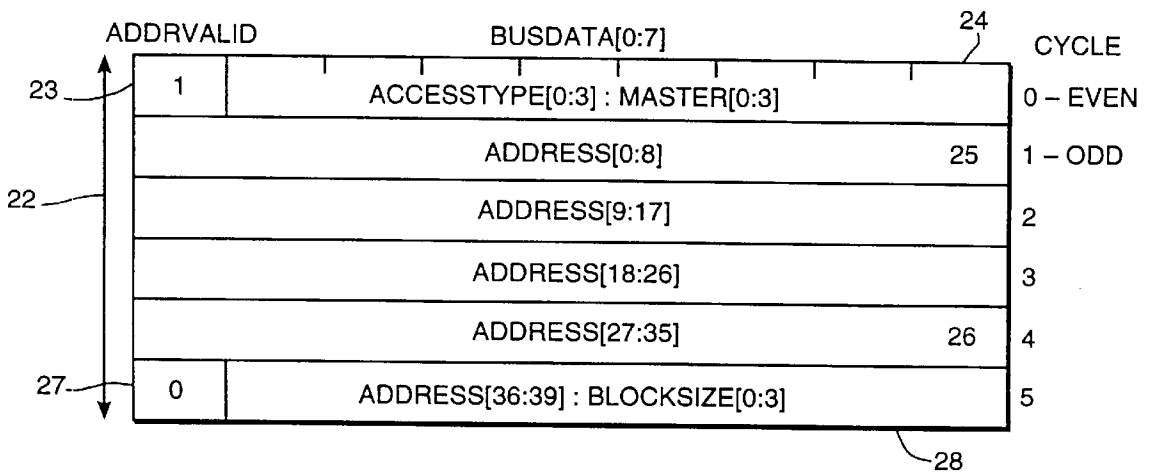 ADDRVALID BUSDATA[0:7] 24 CYCLE
23 1 ACCESSTYPE[0:3] : MASTER[0:3] 0 – EVEN
ADDRESS[0:8] 25 1 – ODD
22 ADDRESS[9:17] 2
ADDRESS[18:26] 3
ADDRESS[27:35] 26 4
27 0 ADDRESS[36:39] : BLOCKSIZE[0:3] 5
28